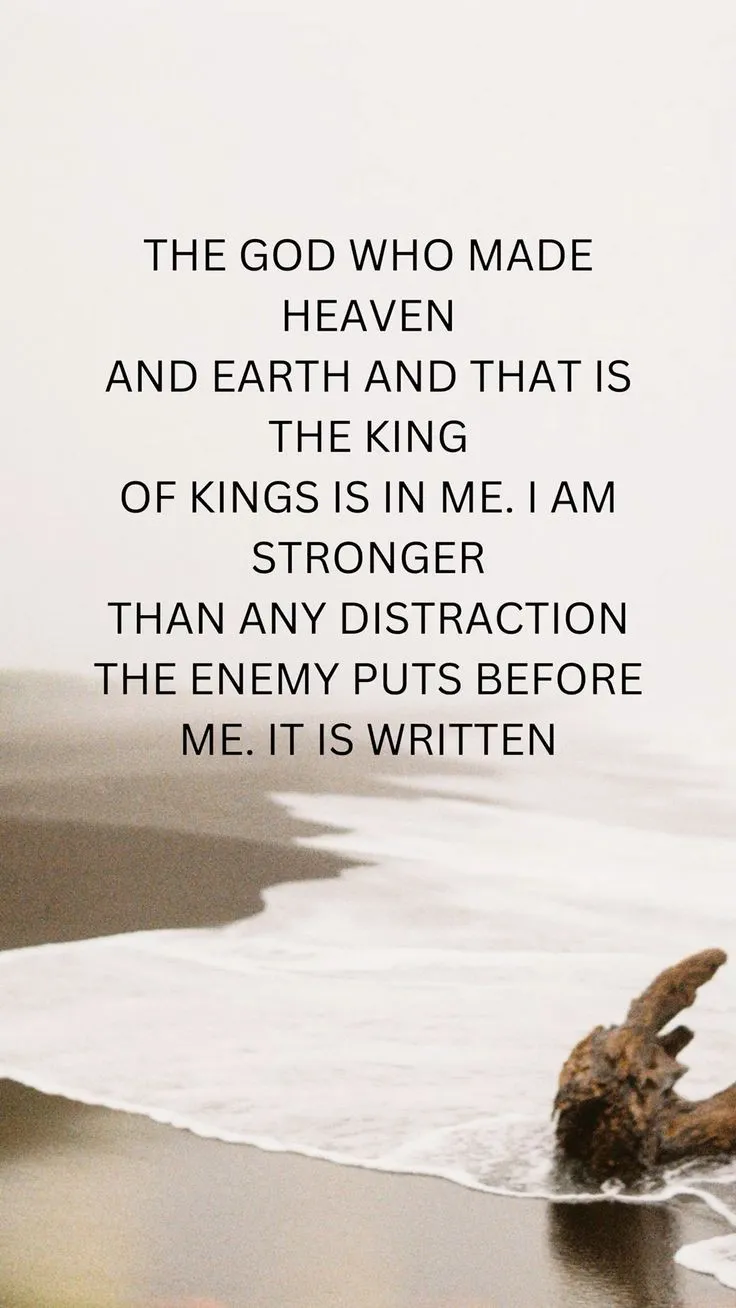 THE GOD WHO MADE
HEAVEN
AND EARTH AND THAT IS
THE KING
OF KINGS IS IN ME. I AM
STRONGER
THAN ANY DISTRACTION
THE ENEMY PUTS BEFORE
ME. IT IS WRITTEN